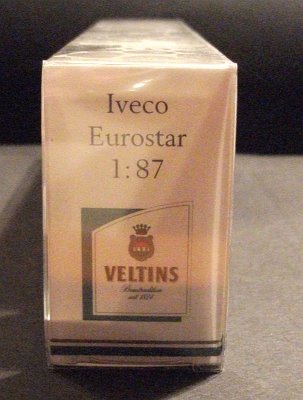 Iveco
Eurostar
1:87
VELTINS
Brautradition
seit 1824